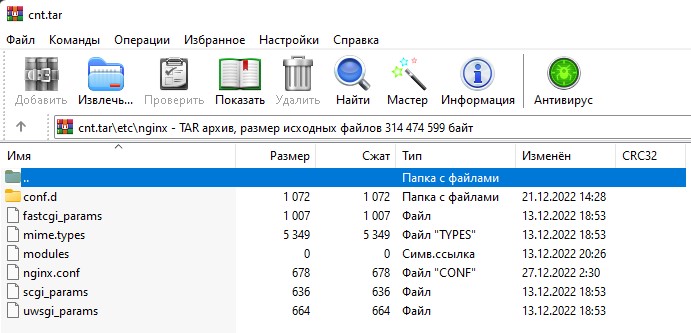 cnt.tar
Файл Команды Операции Избранное Настройки Справка
Добавить Извлечь... Проверить Показать Удалить Найти Мастер Информация Антивирус
cnt.tar\etc\nginx - TAR архив, размер исходных файлов 314 474 599 байт
Имя Размер Сжат Тип Изменён CRC32
.. Папка с файлами
conf.d 1 072 1 072 Папка с файлами 21.12.2022 14:28
fastcgi_params 1 007 1 007 Файл 13.12.2022 18:53
mime.types 5 349 5 349 Файл "TYPES" 13.12.2022 18:53
modules 0 0 Симв.ссылка 13.12.2022 20:26
nginx.conf 678 678 Файл "CONF" 27.12.2022 2:30
scgi_params 636 636 Файл 13.12.2022 18:53
uwsgi_params 664 664 Файл 13.12.2022 18:53